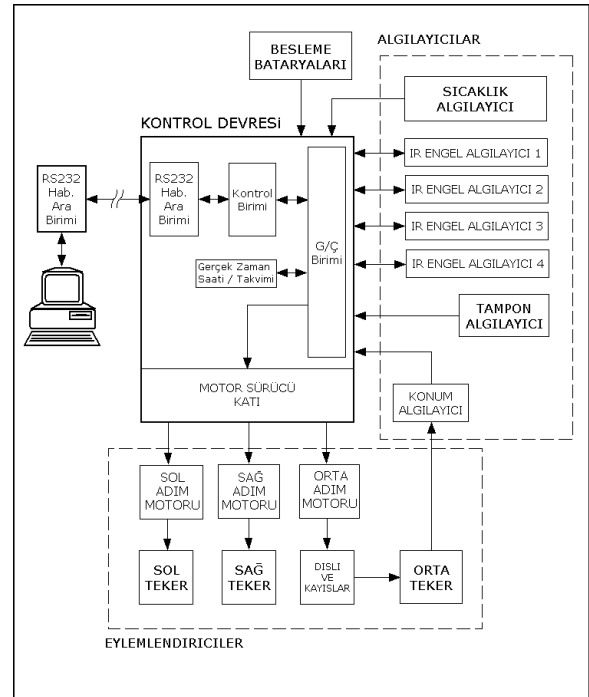 BESLEME
BATARYALARI
ALGILAYICILAR
SICAKLIK
ALGILAYICI
KONTROL DEVRESi
RS232
Hab.
Ara
Birimi
RS232
Hab.
Ara
Birimi
Kontrol
Birimi
G/Ç
Birimi
IR ENGEL ALGILAYICI 1
IR ENGEL ALGILAYICI 2
IR ENGEL ALGILAYICI 3
IR ENGEL ALGILAYICI 4
Gerçek Zaman
Saati / Takvimi
TAMPON
ALGILAYICI
MOTOR SÜRÜCÜ
KATI
KONUM
ALGILAYICI
SOL
ADIM
MOTORU
SAĞ
ADIM
MOTORU
ORTA
ADIM
MOTORU
SOL
TEKER
SAĞ
TEKER
DISLI
VE
KAYISLAR
ORTA
TEKER
EYLEMLENDIRICILER